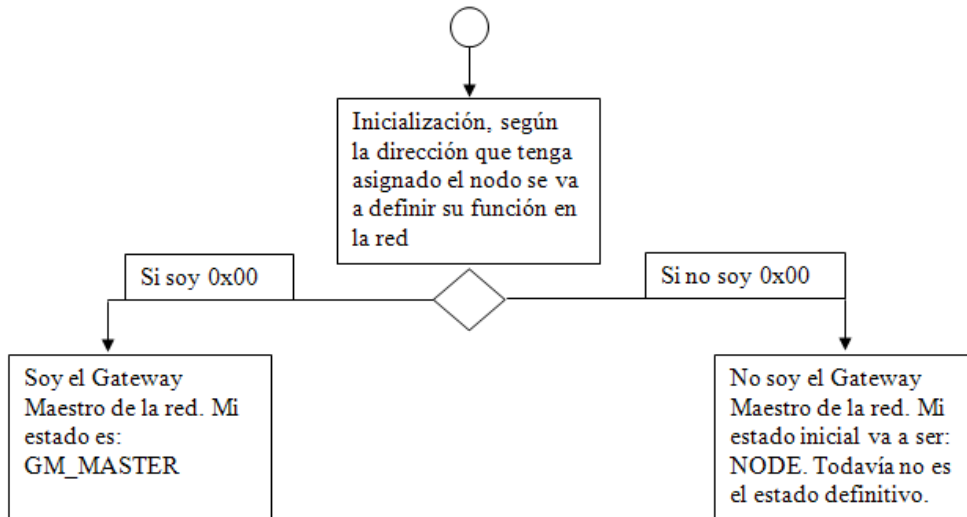 Inicialización, según
la dirección que tenga
asignado el nodo se va
a definir su función en
la red
Si soy 0x00
Si no soy 0x00
Soy el Gateway
Maestro de la red. Mi
estado es:
GM_MASTER
No soy el Gateway
Maestro de la red. Mi
estado inicial va a ser:
NODE. Todavía no es
el estado definitivo.